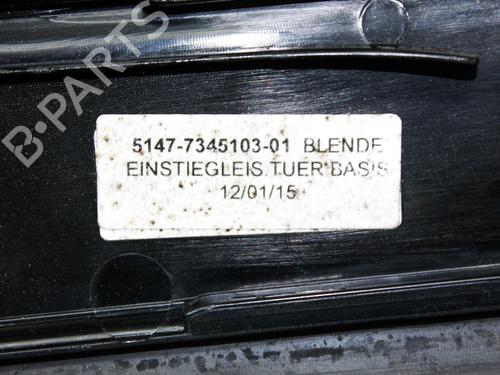 B-PARTS
5147-7345103-01 BLENDE
EINSTIEGLEIS.TUER BASIS
12/01/15